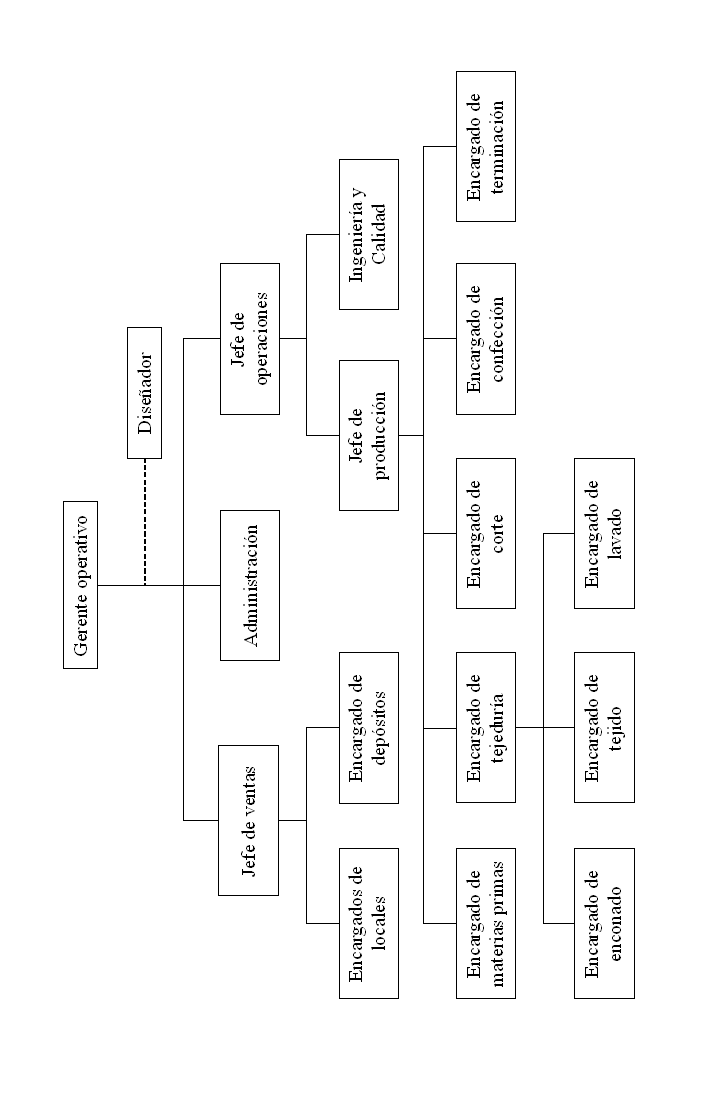 Gerente operativo
Diseñador
Jefe de ventas
Administración
Jefe de
operaciones
Encargados de
locales
Encargado de
depósitos
Jefe de
producción
Ingeniería y
Calidad
Encargado de
materias primas
Encargado de
tejeduría
Encargado de
corte
Encargado de
confección
Encargado de
terminación
Encargado de
enconado
Encargado de
tejido
Encargado de
lavado